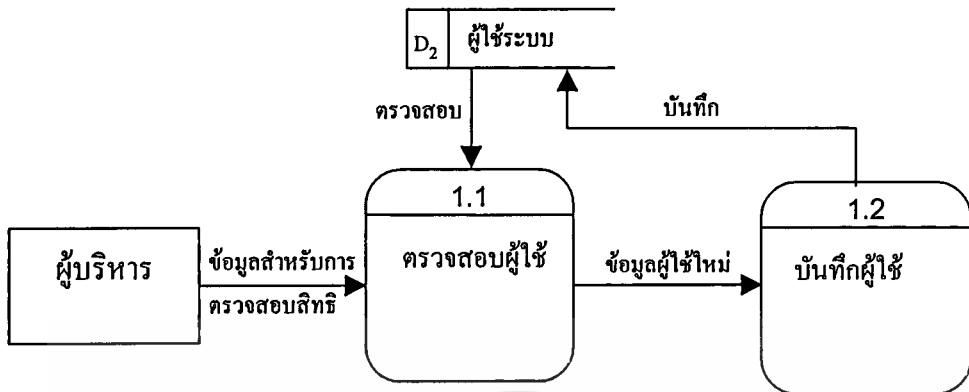 D2 ผู้ใช้ระบบ
ตรวจสอบ
บันทึก
1.1
1.2
ผู้บริหาร
ข้อมูลสำหรับการ
ตรวจสอบสิทธิ
ตรวจสอบผู้ใช้
ข้อมูลผู้ใช้ใหม่
บันทึกผู้ใช้